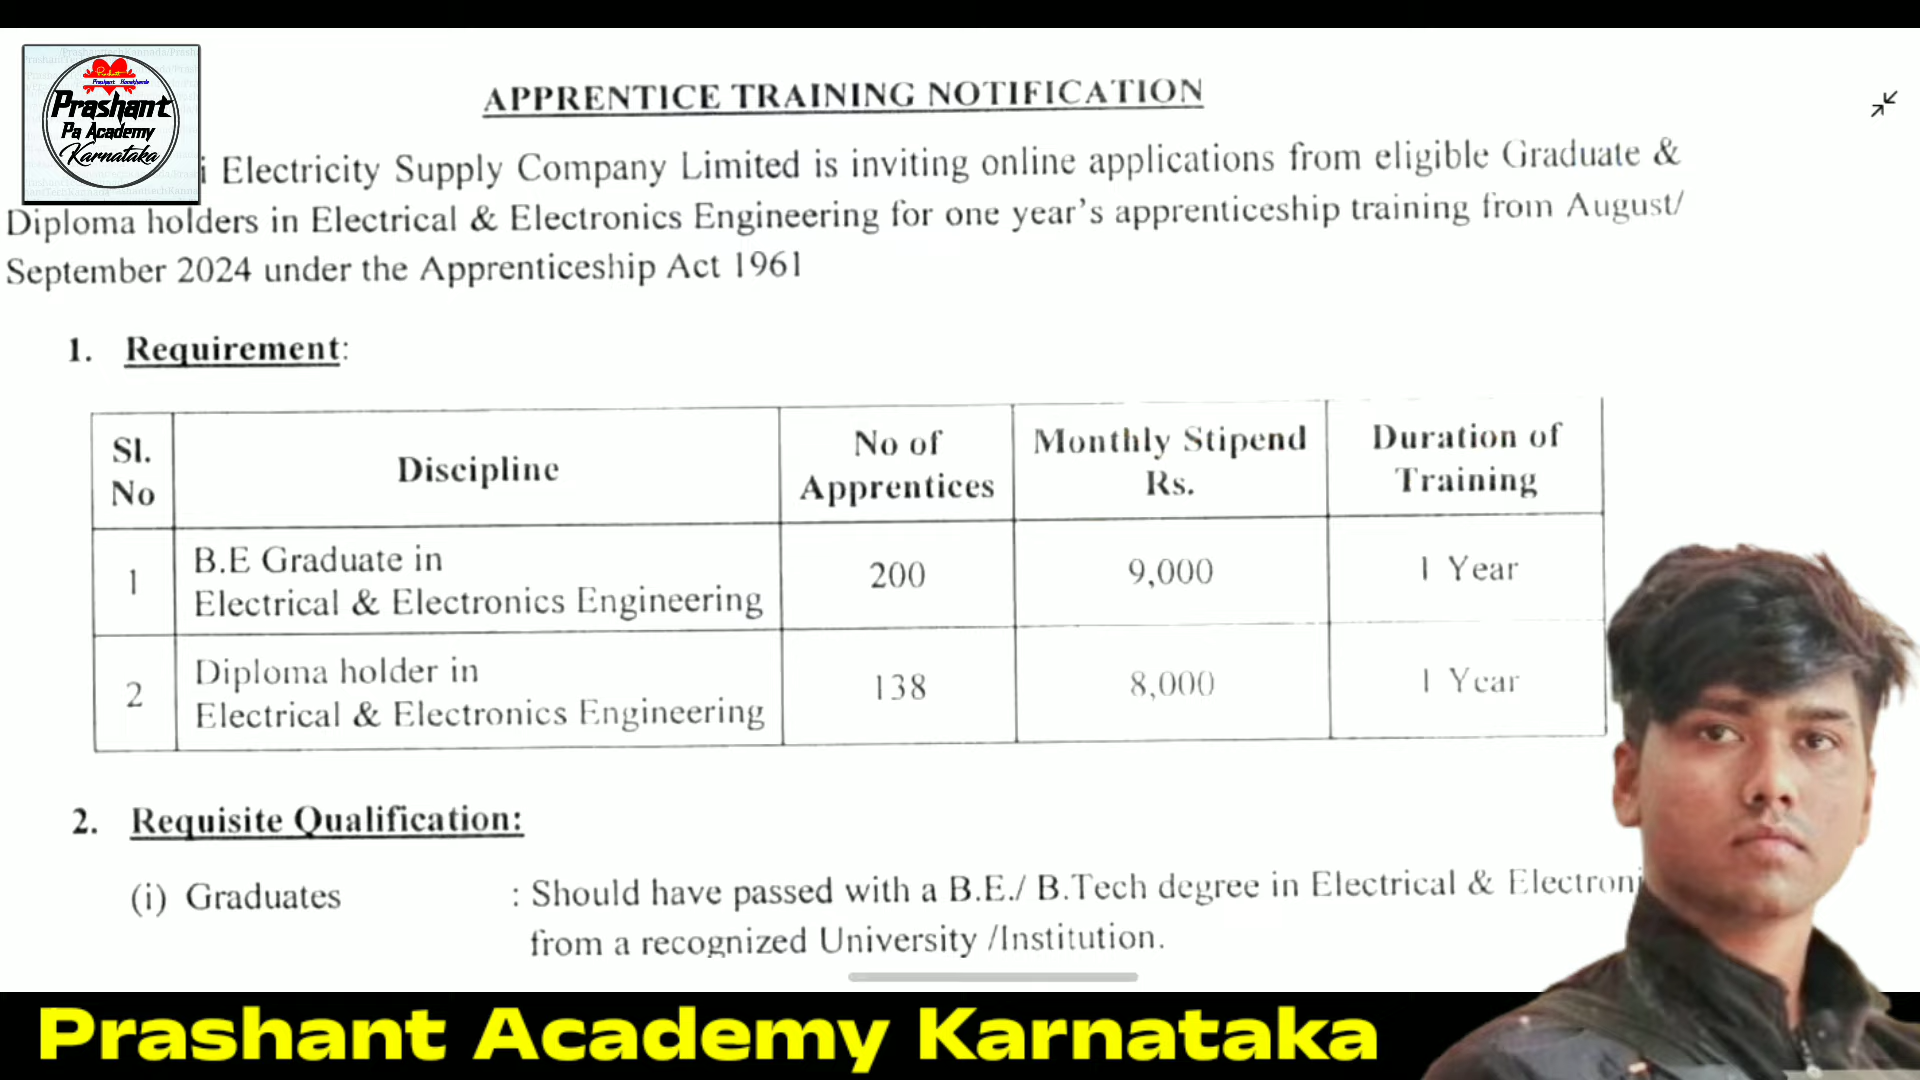 Prashant
Prashant
Pa Academy
Karnataka
APPRENTICE TRAINING NOTIFICATION
i Electricity Supply Company Limited is inviting online applications from eligible Graduate &
Diploma holders in Electrical & Electronics Engineering for one year's apprenticeship training from August/
September 2024 under the Apprenticeship Act 1961
1. Requirement:
Sl. No Discipline No of Apprentices Monthly Stipend Rs. Duration of Training
1 B.E Graduate in Electrical & Electronics Engineering 200 9,000 1 Year
2 Diploma holder in Electrical & Electronics Engineering 138 8,000 1 Year
2. Requisite Qualification:
(i) Graduates : Should have passed with a B.E./ B.Tech degree in Electrical & Electroni
from a recognized University /Institution.
Prashant Academy Karnataka